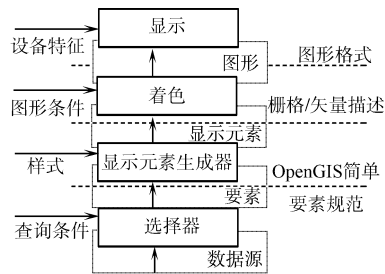 显示
设备特征
图形
图形格式
图形条件
着色
栅格/矢量描述
显示元素
样式
显示元素生成器
OpenGIS简单
要素
要素规范
查询条件
选择器
数据源